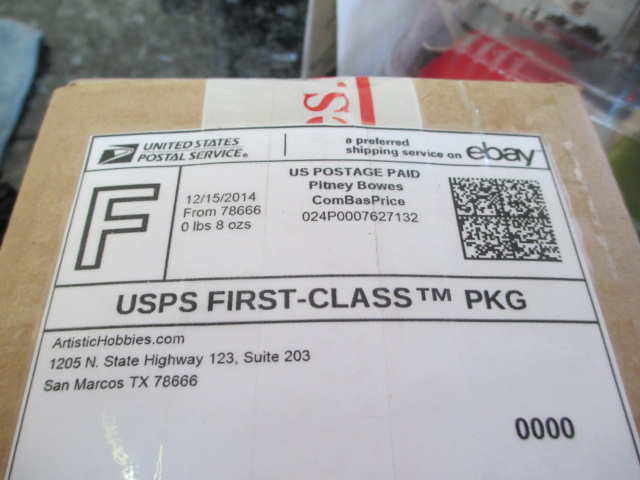 s.
UNITED STATES
POSTAL SERVICE®
a preferred
shipping service on ebay
F
12/15/2014
From 78666
0 lbs 8 ozs
US POSTAGE PAID
Pitney Bowes
ComBasPrice
024P0007627132
USPS FIRST-CLASS™ PKG
ArtisticHobbies.com
1205 N. State Highway 123, Suite 203
San Marcos TX 78666
0000